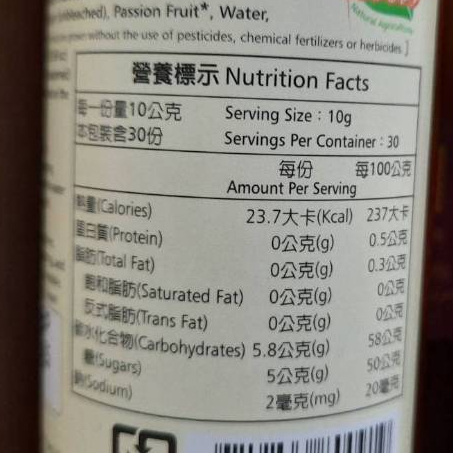 Passion Fruit*, Water,
without the use of pesticides, chemical fertilizers or herbicides.]
Natural Agriculture
營養標示 Nutrition Facts
每一份量10公克 Serving Size：10g
本包裝含30份 Servings Per Container：30
每份 每100公克
Amount Per Serving
熱量(Calories) 23.7大卡(Kcal) 237大卡
蛋白質(Protein) 0公克(g) 0.5公克
脂肪(Total Fat) 0公克(g) 0.3公克
飽和脂肪(Saturated Fat) 0公克(g) 0公克
反式脂肪(Trans Fat) 0公克(g) 0公克
碳水化合物(Carbohydrates) 5.8公克(g) 58公克
糖(Sugars) 5公克(g) 50公克
鈉(Sodium) 2毫克(mg) 20毫克